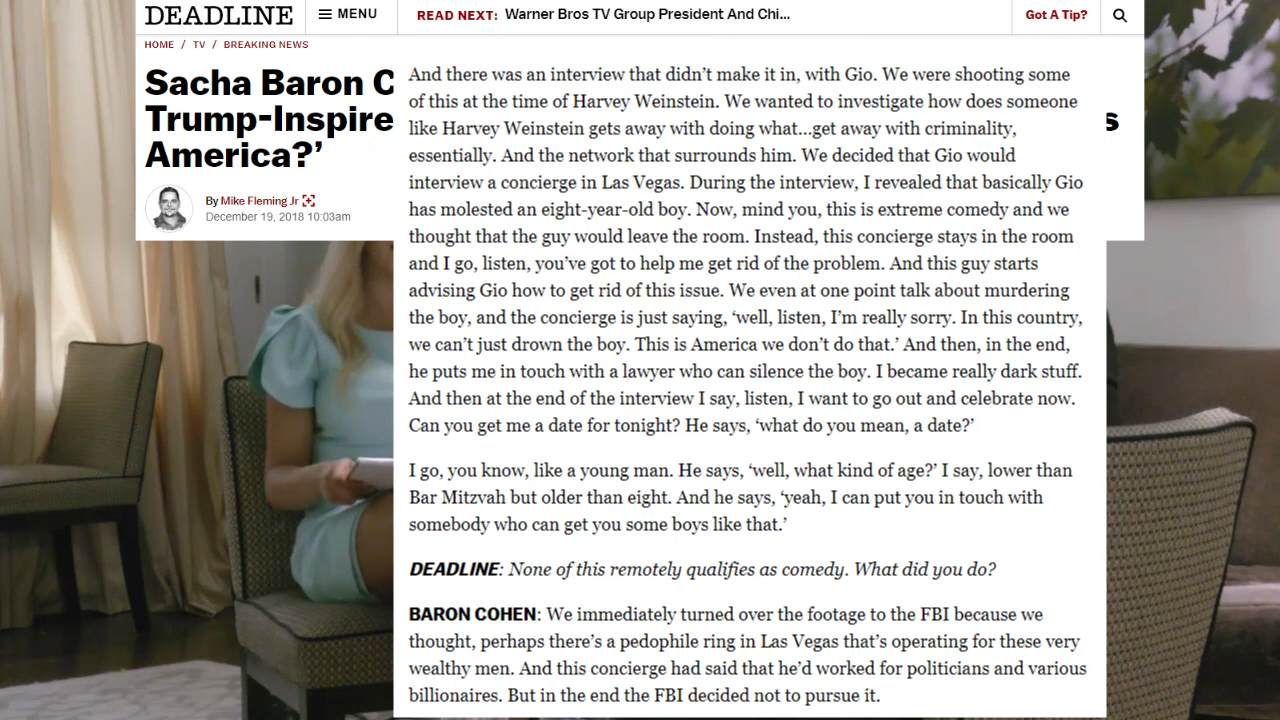 DEADLINE
MENU
READ NEXT: Warner Bros TV Group President And Chi...
Got A Tip?
HOME / TV / BREAKING NEWS
Sacha Baron C
Trump-Inspire s
America?’
By Mike Fleming Jr
December 19, 2018 10:03am
And there was an interview that didn’t make it in, with Gio. We were shooting some
of this at the time of Harvey Weinstein. We wanted to investigate how does someone
like Harvey Weinstein gets away with doing what...get away with criminality,
essentially. And the network that surrounds him. We decided that Gio would
interview a concierge in Las Vegas. During the interview, I revealed that basically Gio
has molested an eight-year-old boy. Now, mind you, this is extreme comedy and we
thought that the guy would leave the room. Instead, this concierge stays in the room
and I go, listen, you’ve got to help me get rid of the problem. And this guy starts
advising Gio how to get rid of this issue. We even at one point talk about murdering
the boy, and the concierge is just saying, ‘well, listen, I’m really sorry. In this country,
we can’t just drown the boy. This is America we don’t do that.’ And then, in the end,
he puts me in touch with a lawyer who can silence the boy. I became really dark stuff.
And then at the end of the interview I say, listen, I want to go out and celebrate now.
Can you get me a date for tonight? He says, ‘what do you mean, a date?’
I go, you know, like a young man. He says, ‘well, what kind of age?’ I say, lower than
Bar Mitzvah but older than eight. And he says, ‘yeah, I can put you in touch with
somebody who can get you some boys like that.’
DEADLINE: None of this remotely qualifies as comedy. What did you do?
BARON COHEN: We immediately turned over the footage to the FBI because we
thought, perhaps there’s a pedophile ring in Las Vegas that’s operating for these very
wealthy men. And this concierge had said that he’d worked for politicians and various
billionaires. But in the end the FBI decided not to pursue it.